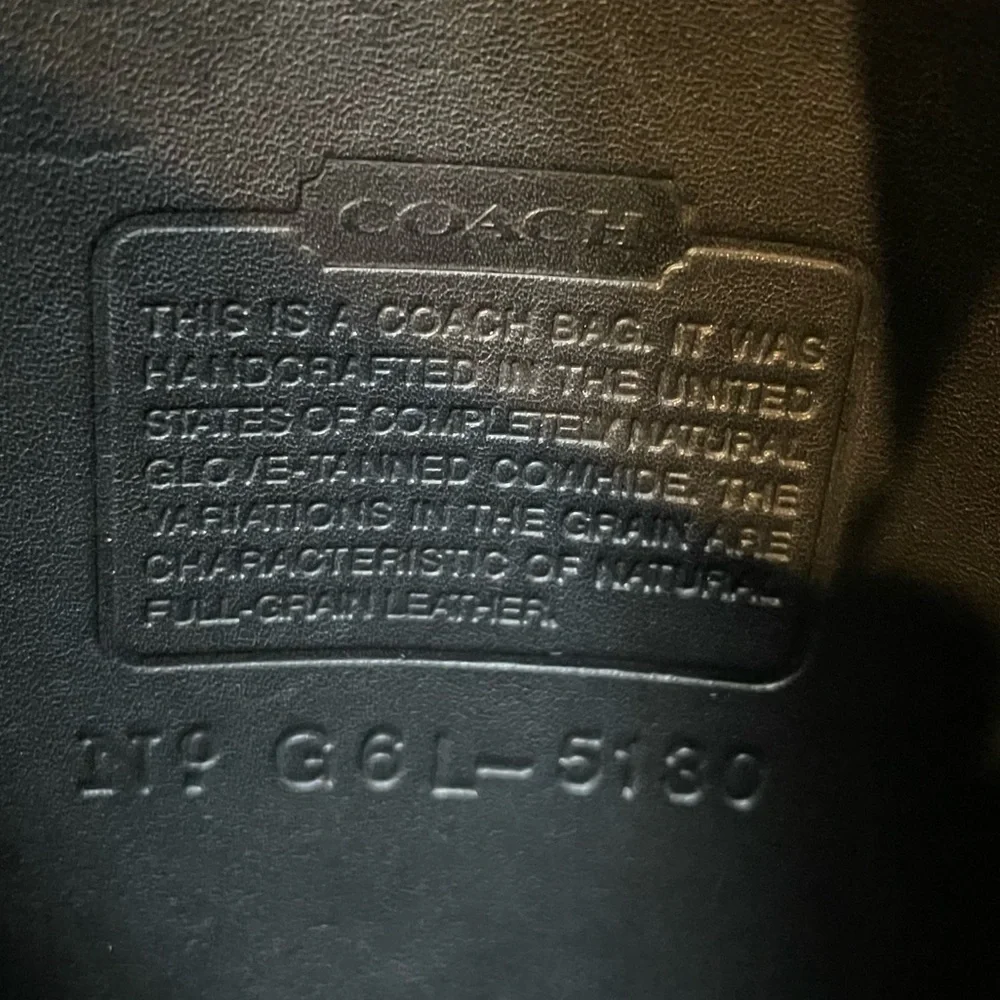 COACH
THIS IS A COACH BAG. IT WAS
HANDCRAFTED IN THE UNITED
STATES OF COMPLETELY NATURAL
GLOVE-TANNED COWHIDE. THE
VARIATIONS IN THE GRAIN ARE
CHARACTERISTIC OF NATURAL
FULL-GRAIN LEATHER.
Nº G6L-5130